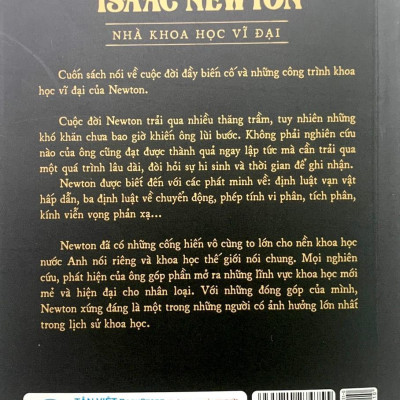 ISAAC NEWTON
NHÀ KHOA HỌC VĨ ĐẠI
Cuốn sách nói về cuộc đời đầy biến cố và những công trình khoa
học vĩ đại của Newton.
Cuộc đời Newton trải qua nhiều thăng trầm, tuy nhiên những
khó khăn chưa bao giờ khiến ông lùi bước. Không phải nghiên cứu
nào của ông cũng đạt được thành quả ngay lập tức mà cần trải qua
một quá trình lâu dài, đòi hỏi sự hi sinh và thời gian để ghi nhận.
Newton được biết đến với các phát minh về: định luật vạn vật
hấp dẫn, ba định luật về chuyển động, phép tính vi phân, tích phân,
kính viễn vọng phản xạ...
Newton đã có những cống hiến vô cùng to lớn cho nền khoa học
nước Anh nói riêng và khoa học thế giới nói chung. Mọi nghiên
cứu, phát hiện của ông góp phần mở ra những lĩnh vực khoa học mới
mẻ và hiện đại cho nhân loại. Với những đóng góp của mình,
Newton xứng đáng là một trong những người có ảnh hưởng lớn nhất
trong lịch sử khoa học.
TÂN VIỆT